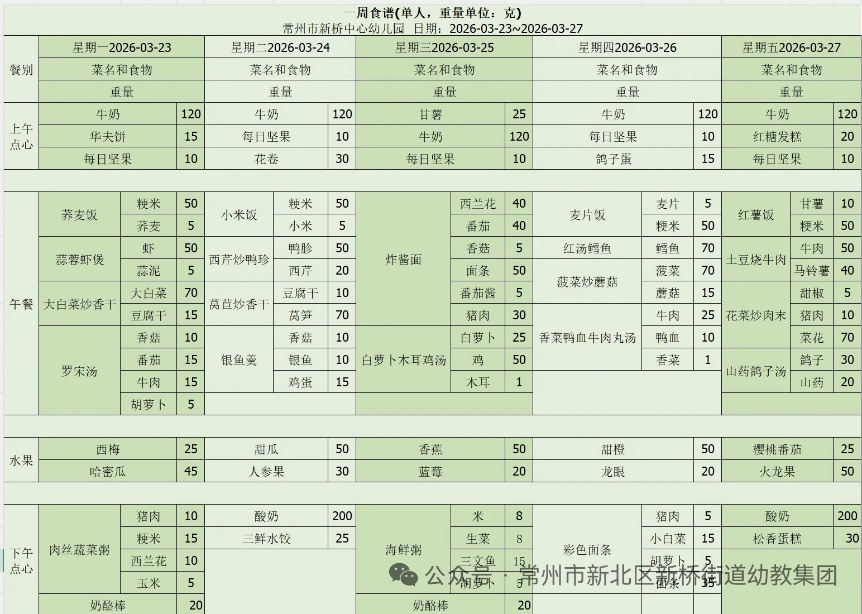 一周食谱(单人，重量单位：克)
常州市新桥中心幼儿园 日期：2026-03-23~2026-03-27
餐别 星期一2026-03-23 星期二2026-03-24 星期三2026-03-25 星期四2026-03-26 星期五2026-03-27
菜名和食物 菜名和食物 菜名和食物 菜名和食物 菜名和食物
重量 重量 重量 重量 重量
上午点心 牛奶 120 牛奶 120 甘薯 25 牛奶 120 牛奶 120
华夫饼 15 每日坚果 10 牛奶 120 每日坚果 10 红糖发糕 20
每日坚果 10 花卷 30 每日坚果 10 鸽子蛋 15 每日坚果 10
午餐 荞麦饭 粳米 50 小米饭 粳米 50 炸酱面 西兰花 40 麦片饭 麦片 5 红薯饭 甘薯 10
荞麦 5 小米 5 番茄 40 粳米 50 粳米 50
蒜蓉虾煲 虾 50 西芹炒鸭珍 鸭胗 50 香菇 5 红汤鳕鱼 鳕鱼 70 土豆烧牛肉 牛肉 50
蒜泥 5 西芹 20 面条 50 菠菜炒蘑菇 菠菜 70 马铃薯 40
大白菜炒香干 大白菜 70 莴苣炒香干 豆腐干 10 番茄酱 5 蘑菇 15 花菜炒肉末 甜椒 5
豆腐干 15 莴笋 70 猪肉 30 香菜鸭血牛肉丸汤 牛肉 25 猪肉 10
罗宋汤 香菇 10 银鱼羹 香菇 10 白萝卜木耳鸡汤 白萝卜 25 鸭血 10 菜花 70
番茄 15 银鱼 10 鸡 50 香菜 1 山药鸽子汤 鸽子 30
牛肉 15 鸡蛋 15 木耳 1 山药 20
胡萝卜 5
水果 西梅 25 甜瓜 50 香蕉 50 甜橙 50 樱桃番茄 25
哈密瓜 45 人参果 30 蓝莓 20 龙眼 20 火龙果 50
下午点心 肉丝蔬菜粥 猪肉 10 酸奶 200 海鲜粥 米 8 彩色面条 猪肉 5 酸奶 200
粳米 15 三鲜水饺 25 生菜 8 小白菜 15 松香蛋糕 30
西兰花 10 三文鱼 15 胡萝卜 5
玉米 5 胡萝卜 面条 35
奶酪棒 20 奶酪棒 20
公众号 · 常州市新北区新桥街道幼教集团